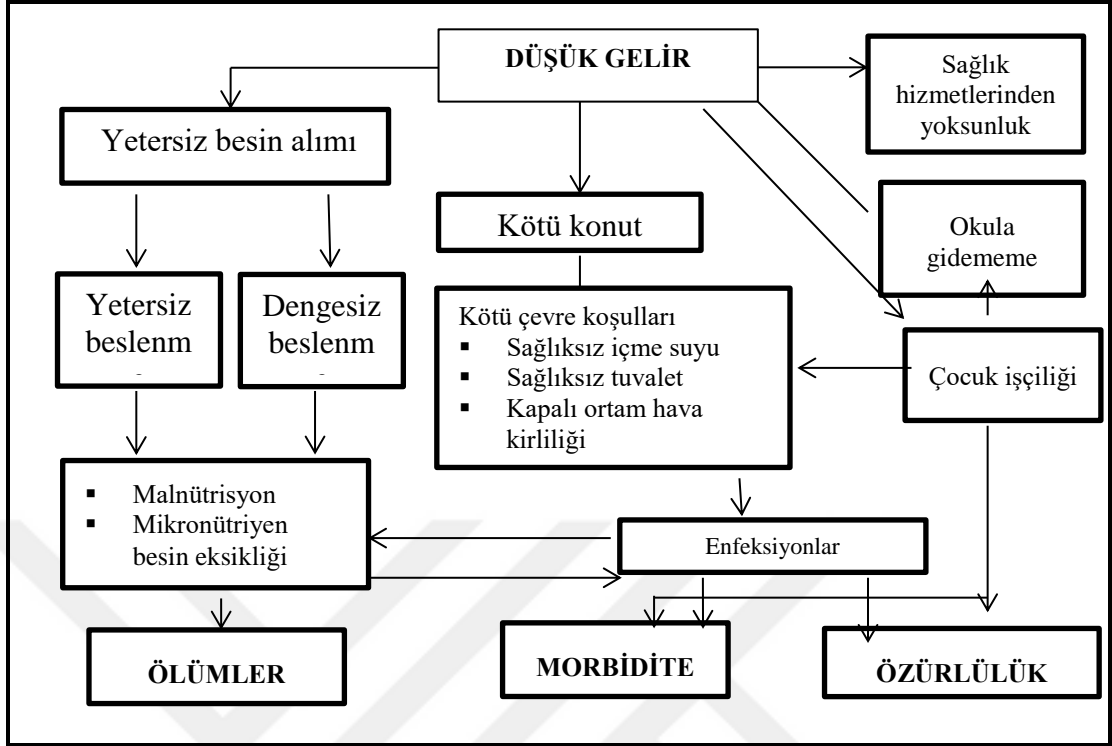 DÜŞÜK GELİR
Sağlık
hizmetlerinden
yoksunluk
Yetersiz besin alımı
Kötü konut
Okula
gidememe
Yetersiz
beslenm
Dengesiz
beslenm
Kötü çevre koşulları
▪ Sağlıksız içme suyu
▪ Sağlıksız tuvalet
▪ Kapalı ortam hava
kirliliği
Çocuk işçiliği
▪ Malnütrisyon
▪ Mikronütriyen
besin eksikliği
Enfeksiyonlar
ÖLÜMLER
MORBİDİTE
ÖZÜRLÜLÜK